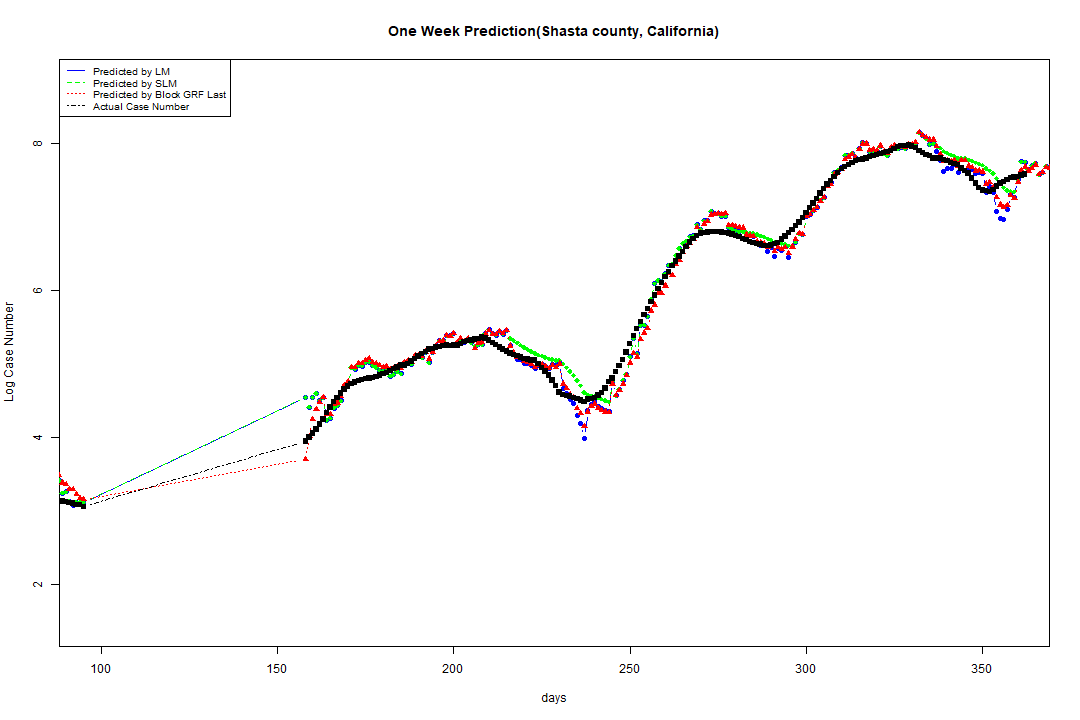 One Week Prediction(Shasta county, California)
Predicted by LM
Predicted by SLM
Predicted by Block GRF Last
Actual Case Number
8
6
4
2
Log Case Number
100 150 200 250 300 350
days